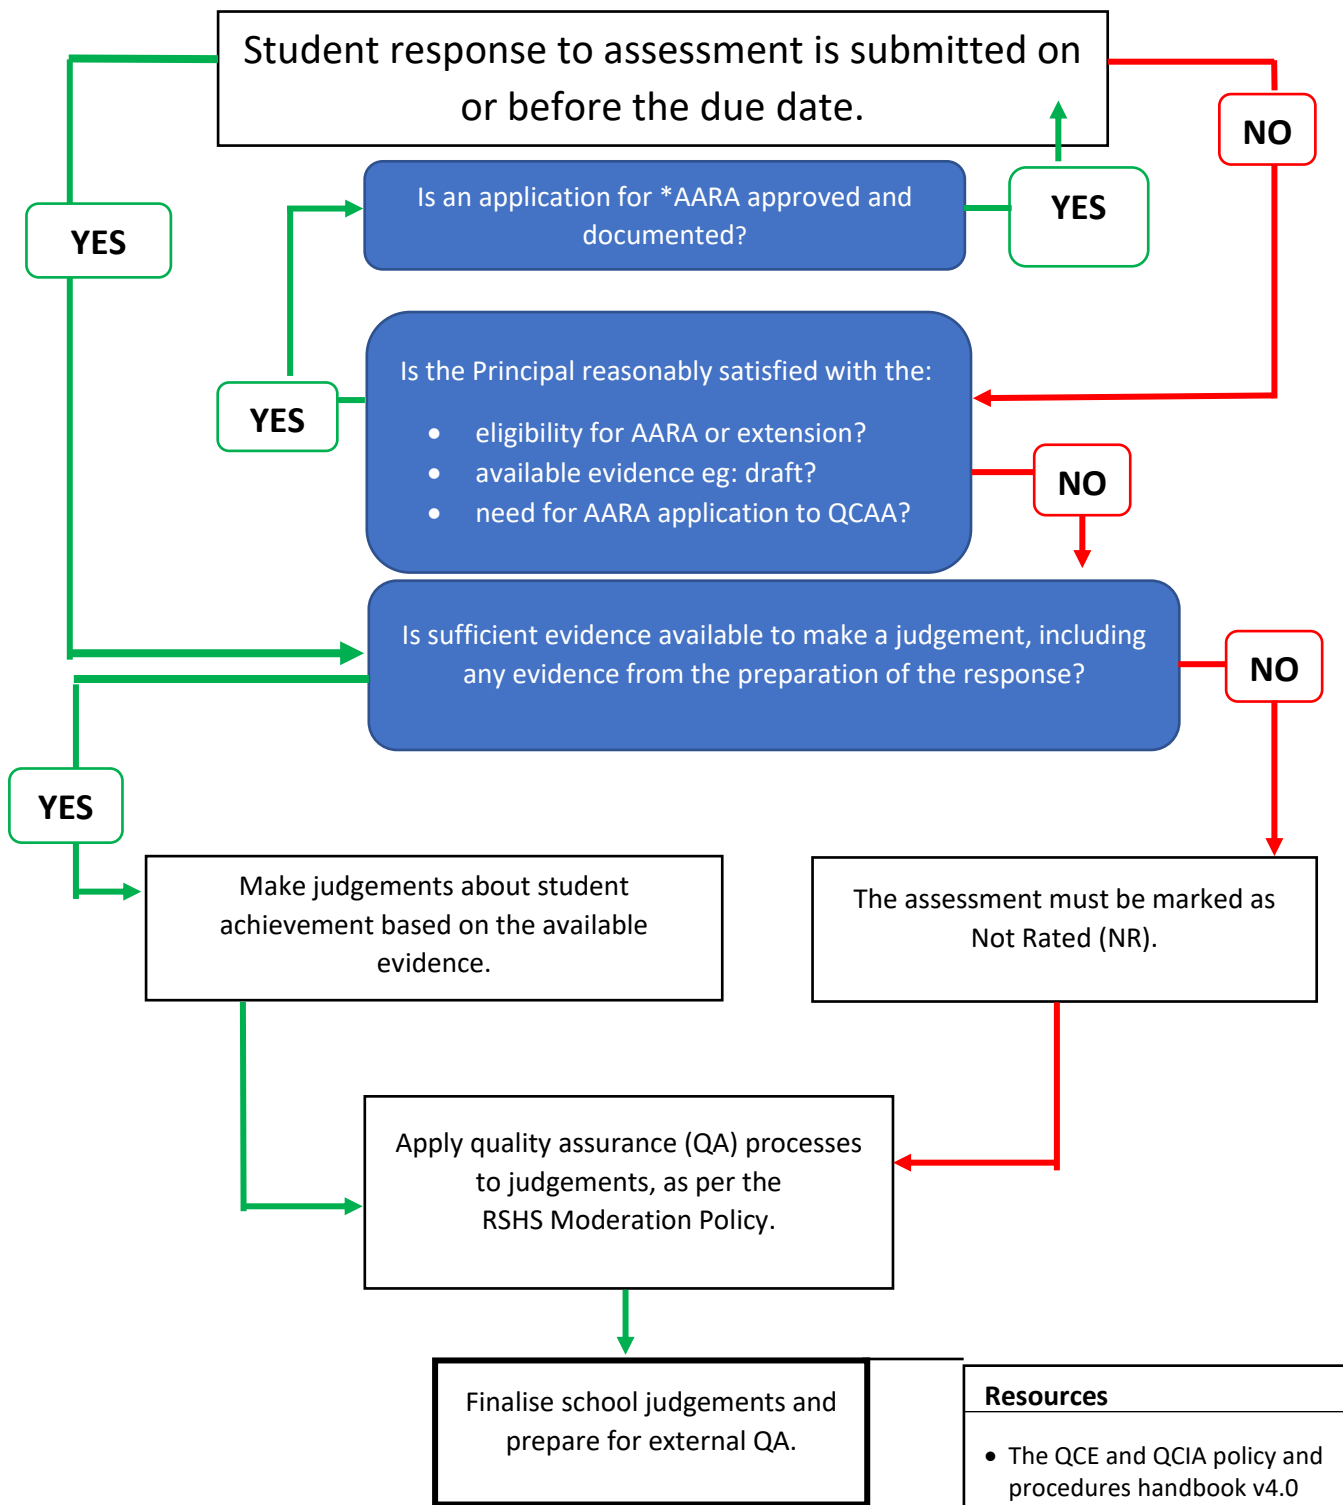 Student response to assessment is submitted on
or before the due date.
NO
YES
Is an application for *AARA approved and
documented?
YES
Is the Principal reasonably satisfied with the:
• eligibility for AARA or extension?
• available evidence eg: draft?
• need for AARA application to QCAA?
YES
NO
Is sufficient evidence available to make a judgement, including
any evidence from the preparation of the response?
NO
YES
Make judgements about student
achievement based on the available
evidence.
The assessment must be marked as
Not Rated (NR).
Apply quality assurance (QA) processes
to judgements, as per the
RSHS Moderation Policy.
Finalise school judgements and
prepare for external QA.
Resources
• The QCE and QCIA policy and
procedures handbook v4.0